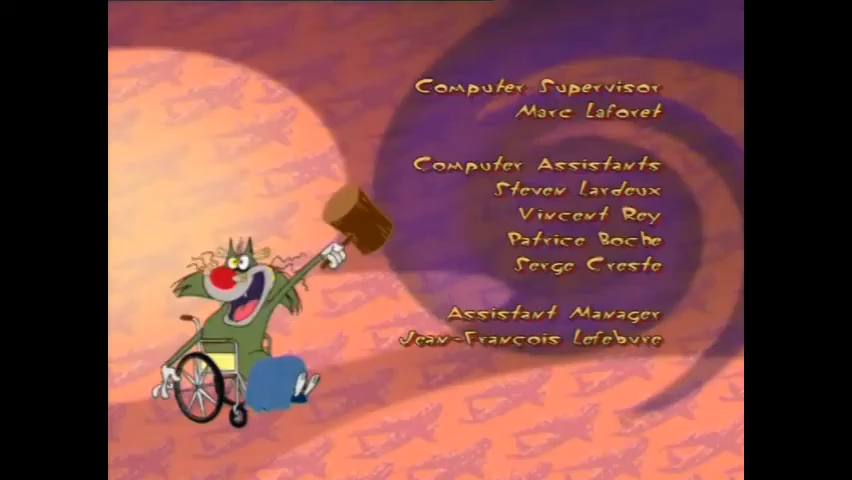 Computer Supervisor
Marc Laforet
Computer Assistants
Steven Lardeux
Vincent Rey
Patrice Boche
Serge Creste
Assistant Manager
Jean-François Lefebvre